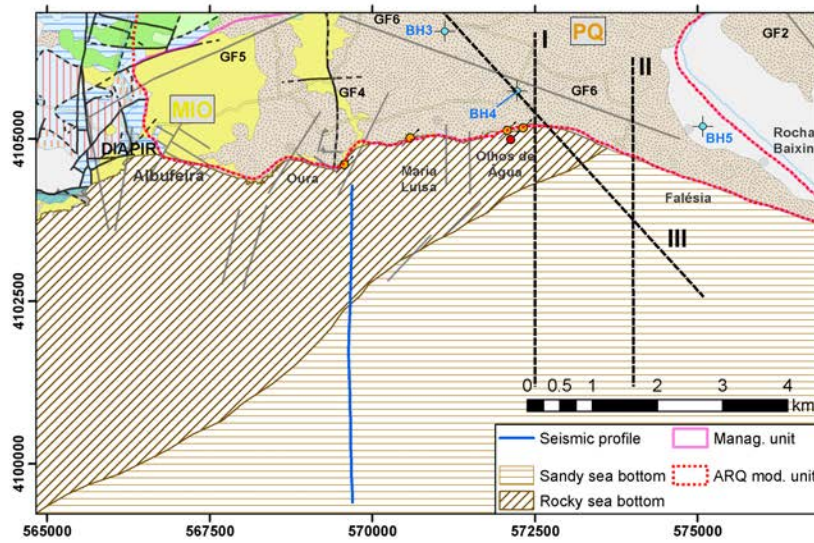 GF6
BH3
PQ
I
GF2
GF5
II
MIO
GF4
BH4
GF6
BH5
4105000
DIAPIR
Albufeira
Oura
Maria
Luisa
Olhos de
Água
Rocha
Baixin
Falésia
III
4102500
0 0.5 1 2 3 4
km
Seismic profile
Manag. unit
4100000
Sandy sea bottom
ARQ mod. unit
Rocky sea bottom
565000 567500 570000 572500 575000